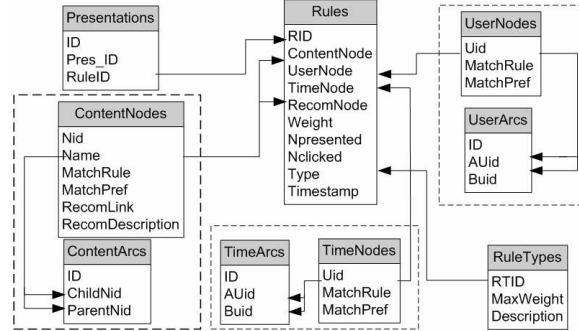 Presentations
ID
Pres_ID
RuleID
Rules
RID
ContentNode
UserNode
TimeNode
RecomNode
Weight
Npresented
Nclicked
Type
Timestamp
UserNodes
Uid
MatchRule
MatchPref
UserArcs
ID
AUid
Buid
ContentNodes
Nid
Name
MatchRule
MatchPref
RecomLink
RecomDescription
ContentArcs
ID
ChildNid
ParentNid
TimeArcs
ID
AUid
Buid
TimeNodes
Uid
MatchRule
MatchPref
RuleTypes
RTID
MaxWeight
Description